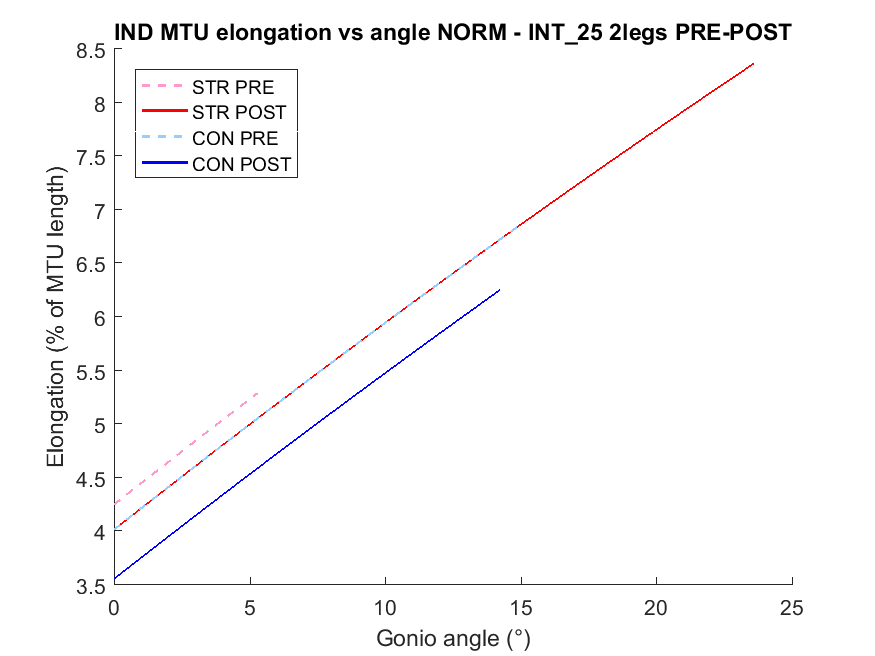 IND MTU elongation vs angle NORM - INT_25 2legs PRE-POST
8.5
8
7.5
7
6.5
6
5.5
5
4.5
4
3.5
Elongation (% of MTU length)
STR PRE
STR POST
CON PRE
CON POST
0 5 10 15 20 25
Gonio angle (°)